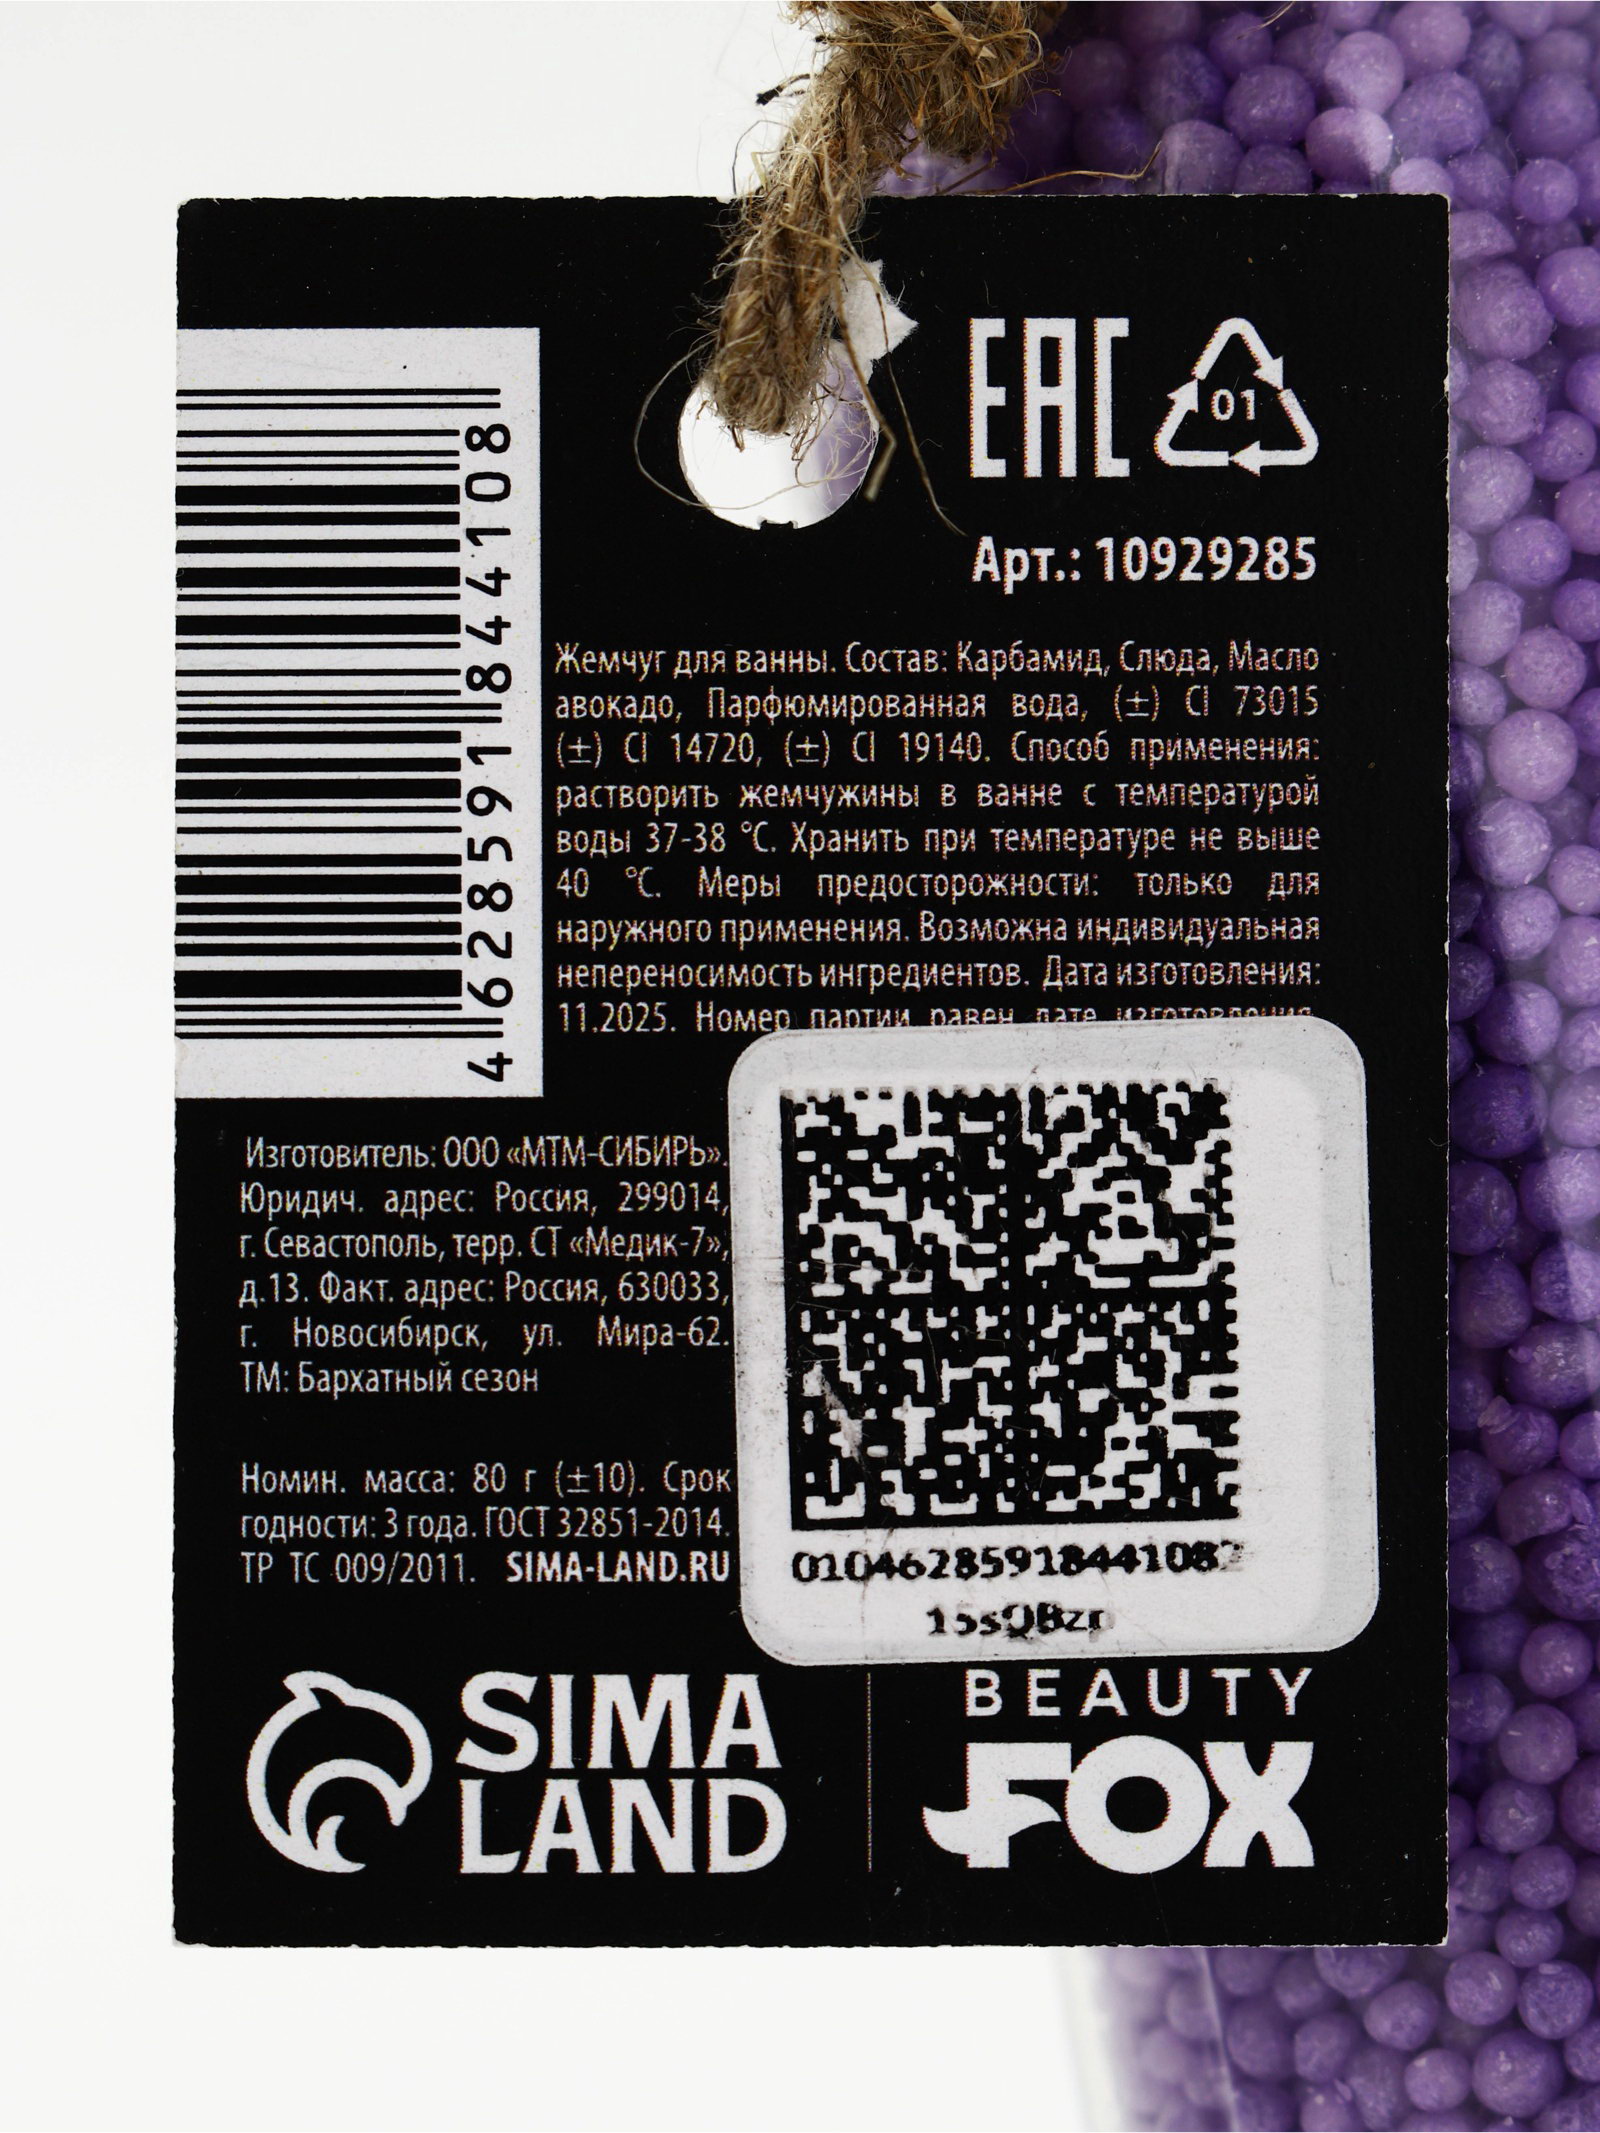 ЕАС
01
Арт.: 10929285
4 628591 844108
Жемчуг для ванны. Состав: Карбамид, Слюда, Масло
авокадо, Парфюмированная вода, (±) CI 73015
(±) CI 14720, (±) CI 19140. Способ применения:
растворить жемчужины в ванне с температурой
воды 37-38 °C. Хранить при температуре не выше
40 °C. Меры предосторожности: только для
наружного применения. Возможна индивидуальная
непереносимость ингредиентов. Дата изготовления:
11.2025. Номер партии равен дате изготовления.
Изготовитель: ООО «МТМ-СИБИРЬ».
Юридич. адрес: Россия, 299014,
г. Севастополь, терр. СТ «Медик-7»,
д.13. Факт. адрес: Россия, 630033,
г. Новосибирск, ул. Мира-62.
ТМ: Бархатный сезон
Номин. масса: 80 г (±10). Срок
годности: 3 года. ГОСТ 32851-2014.
ТР ТС 009/2011. SIMA-LAND.RU
SIMA
LAND
BEAUTY
FOX